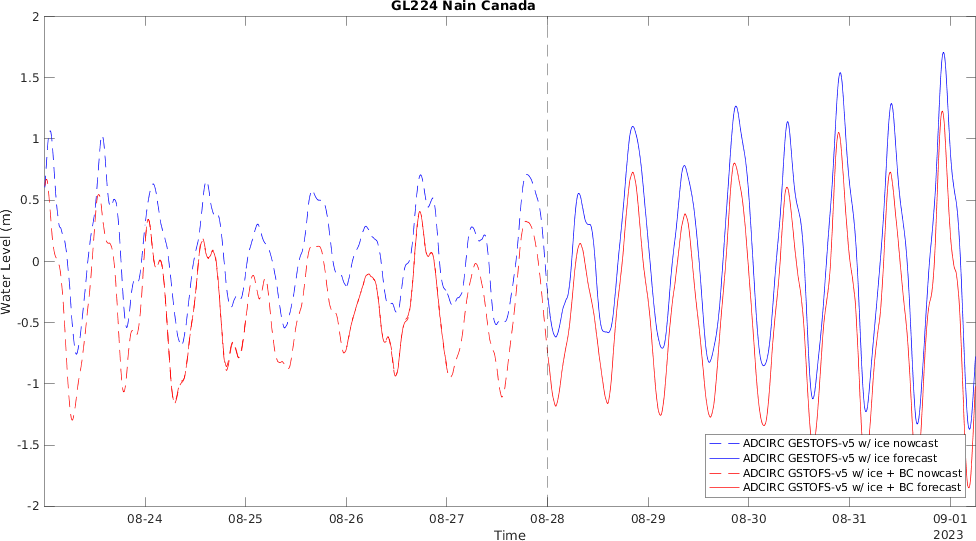 GL224 Nain Canada
2
1.5
1
0.5
0
-0.5
-1
-1.5
-2
Water Level (m)
ADCIRC GESTOFS-v5 w/ ice nowcast
ADCIRC GESTOFS-v5 w/ ice forecast
ADCIRC GSTOFS-v5 w/ ice + BC nowcast
ADCIRC GSTOFS-v5 w/ ice + BC forecast
08-24 08-25 08-26 08-27 08-28 08-29 08-30 08-31 09-01
2023
Time